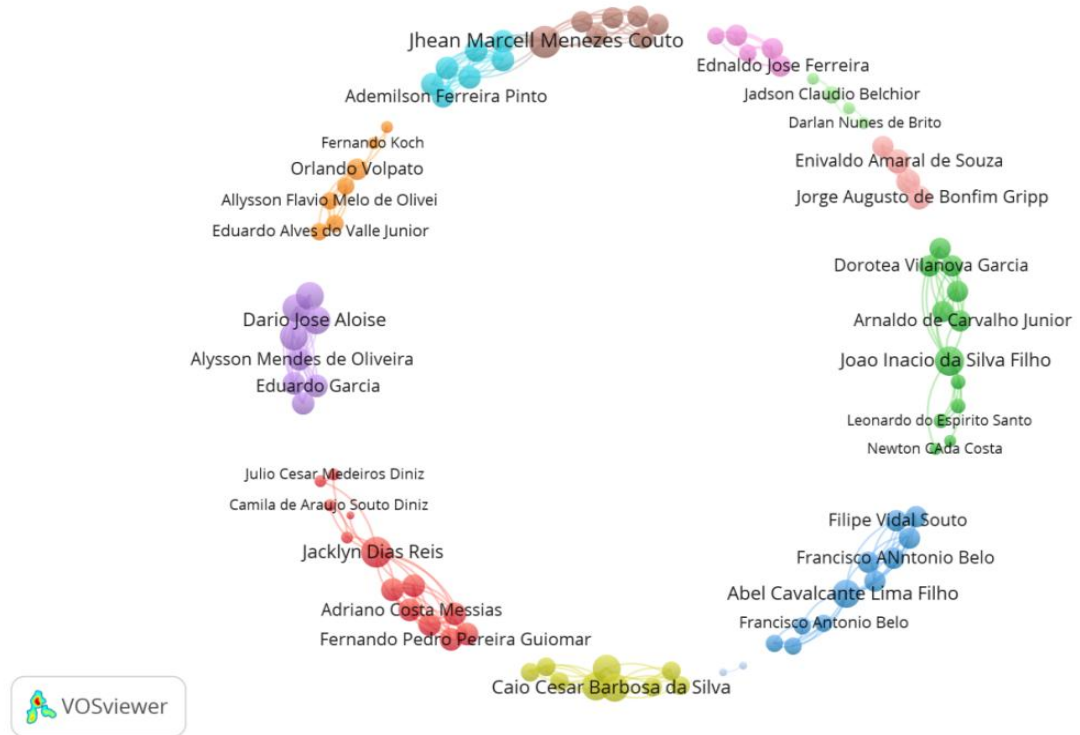 Jhean Marcell Menezes Couto
Ednaldo Jose Ferreira
Ademilson Ferreira Pinto
Jadson Claudio Belchior
Darlan Nunes de Brito
Fernando Koch
Enivaldo Amaral de Souza
Orlando Volpato
Jorge Augusto de Bonfim Gripp
Allysson Flavio Melo de Olivei
Eduardo Alves do Valle Junior
Dorotea Vilanova Garcia
Dario Jose Aloise
Arnaldo de Carvalho Junior
Alysson Mendes de Oliveira
Joao Inacio da Silva Filho
Eduardo Garcia
Leonardo do Espirito Santo
Newton CAda Costa
Julio Cesar Medeiros Diniz
Camila de Araujo Souto Diniz
Filipe Vidal Souto
Jacklyn Dias Reis
Francisco ANntonio Belo
Abel Cavalcante Lima Filho
Adriano Costa Messias
Francisco Antonio Belo
Fernando Pedro Pereira Guiomar
Caio Cesar Barbosa da Silva
VOSviewer